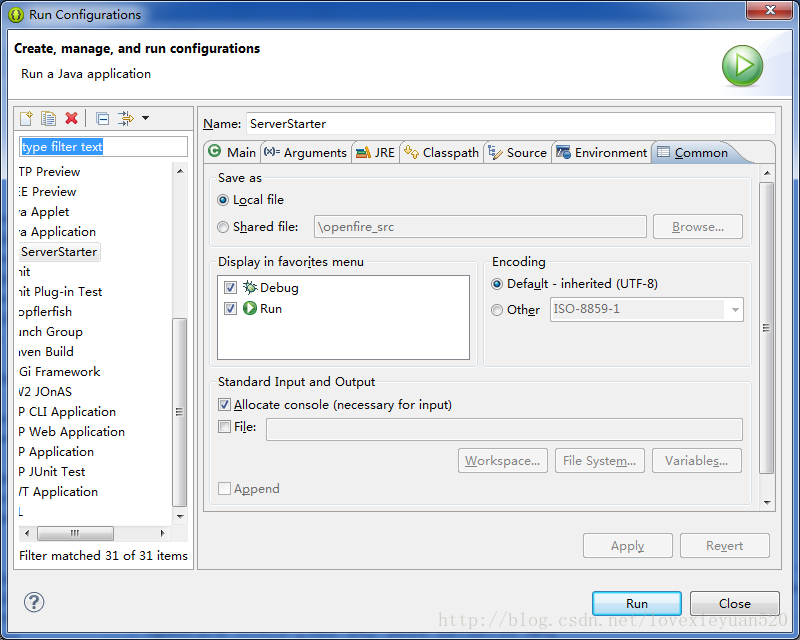 Run Configurations
Create, manage, and run configurations
Run a Java application
type filter text
TP Preview
EE Preview
va Applet
va Application
ServerStarter
nit
nit Plug-in Test
opflerfish
unch Group
aven Build
Gi Framework
V2 JOnAS
P CLI Application
P Web Application
P Application
P JUnit Test
VT Application
L
Filter matched 31 of 31 items
Name: ServerStarter
Main (x)= Arguments JRE Classpath Source Environment Common
Save as
Local file
Shared file: \openfire_src Browse...
Display in favorites menu
Debug
Run
Encoding
Default - inherited (UTF-8)
Other ISO-8859-1
Standard Input and Output
Allocate console (necessary for input)
File:
Workspace... File System... Variables...
Append
Apply Revert
Run Close
http://blog.csdn.net/lovexieyuan520